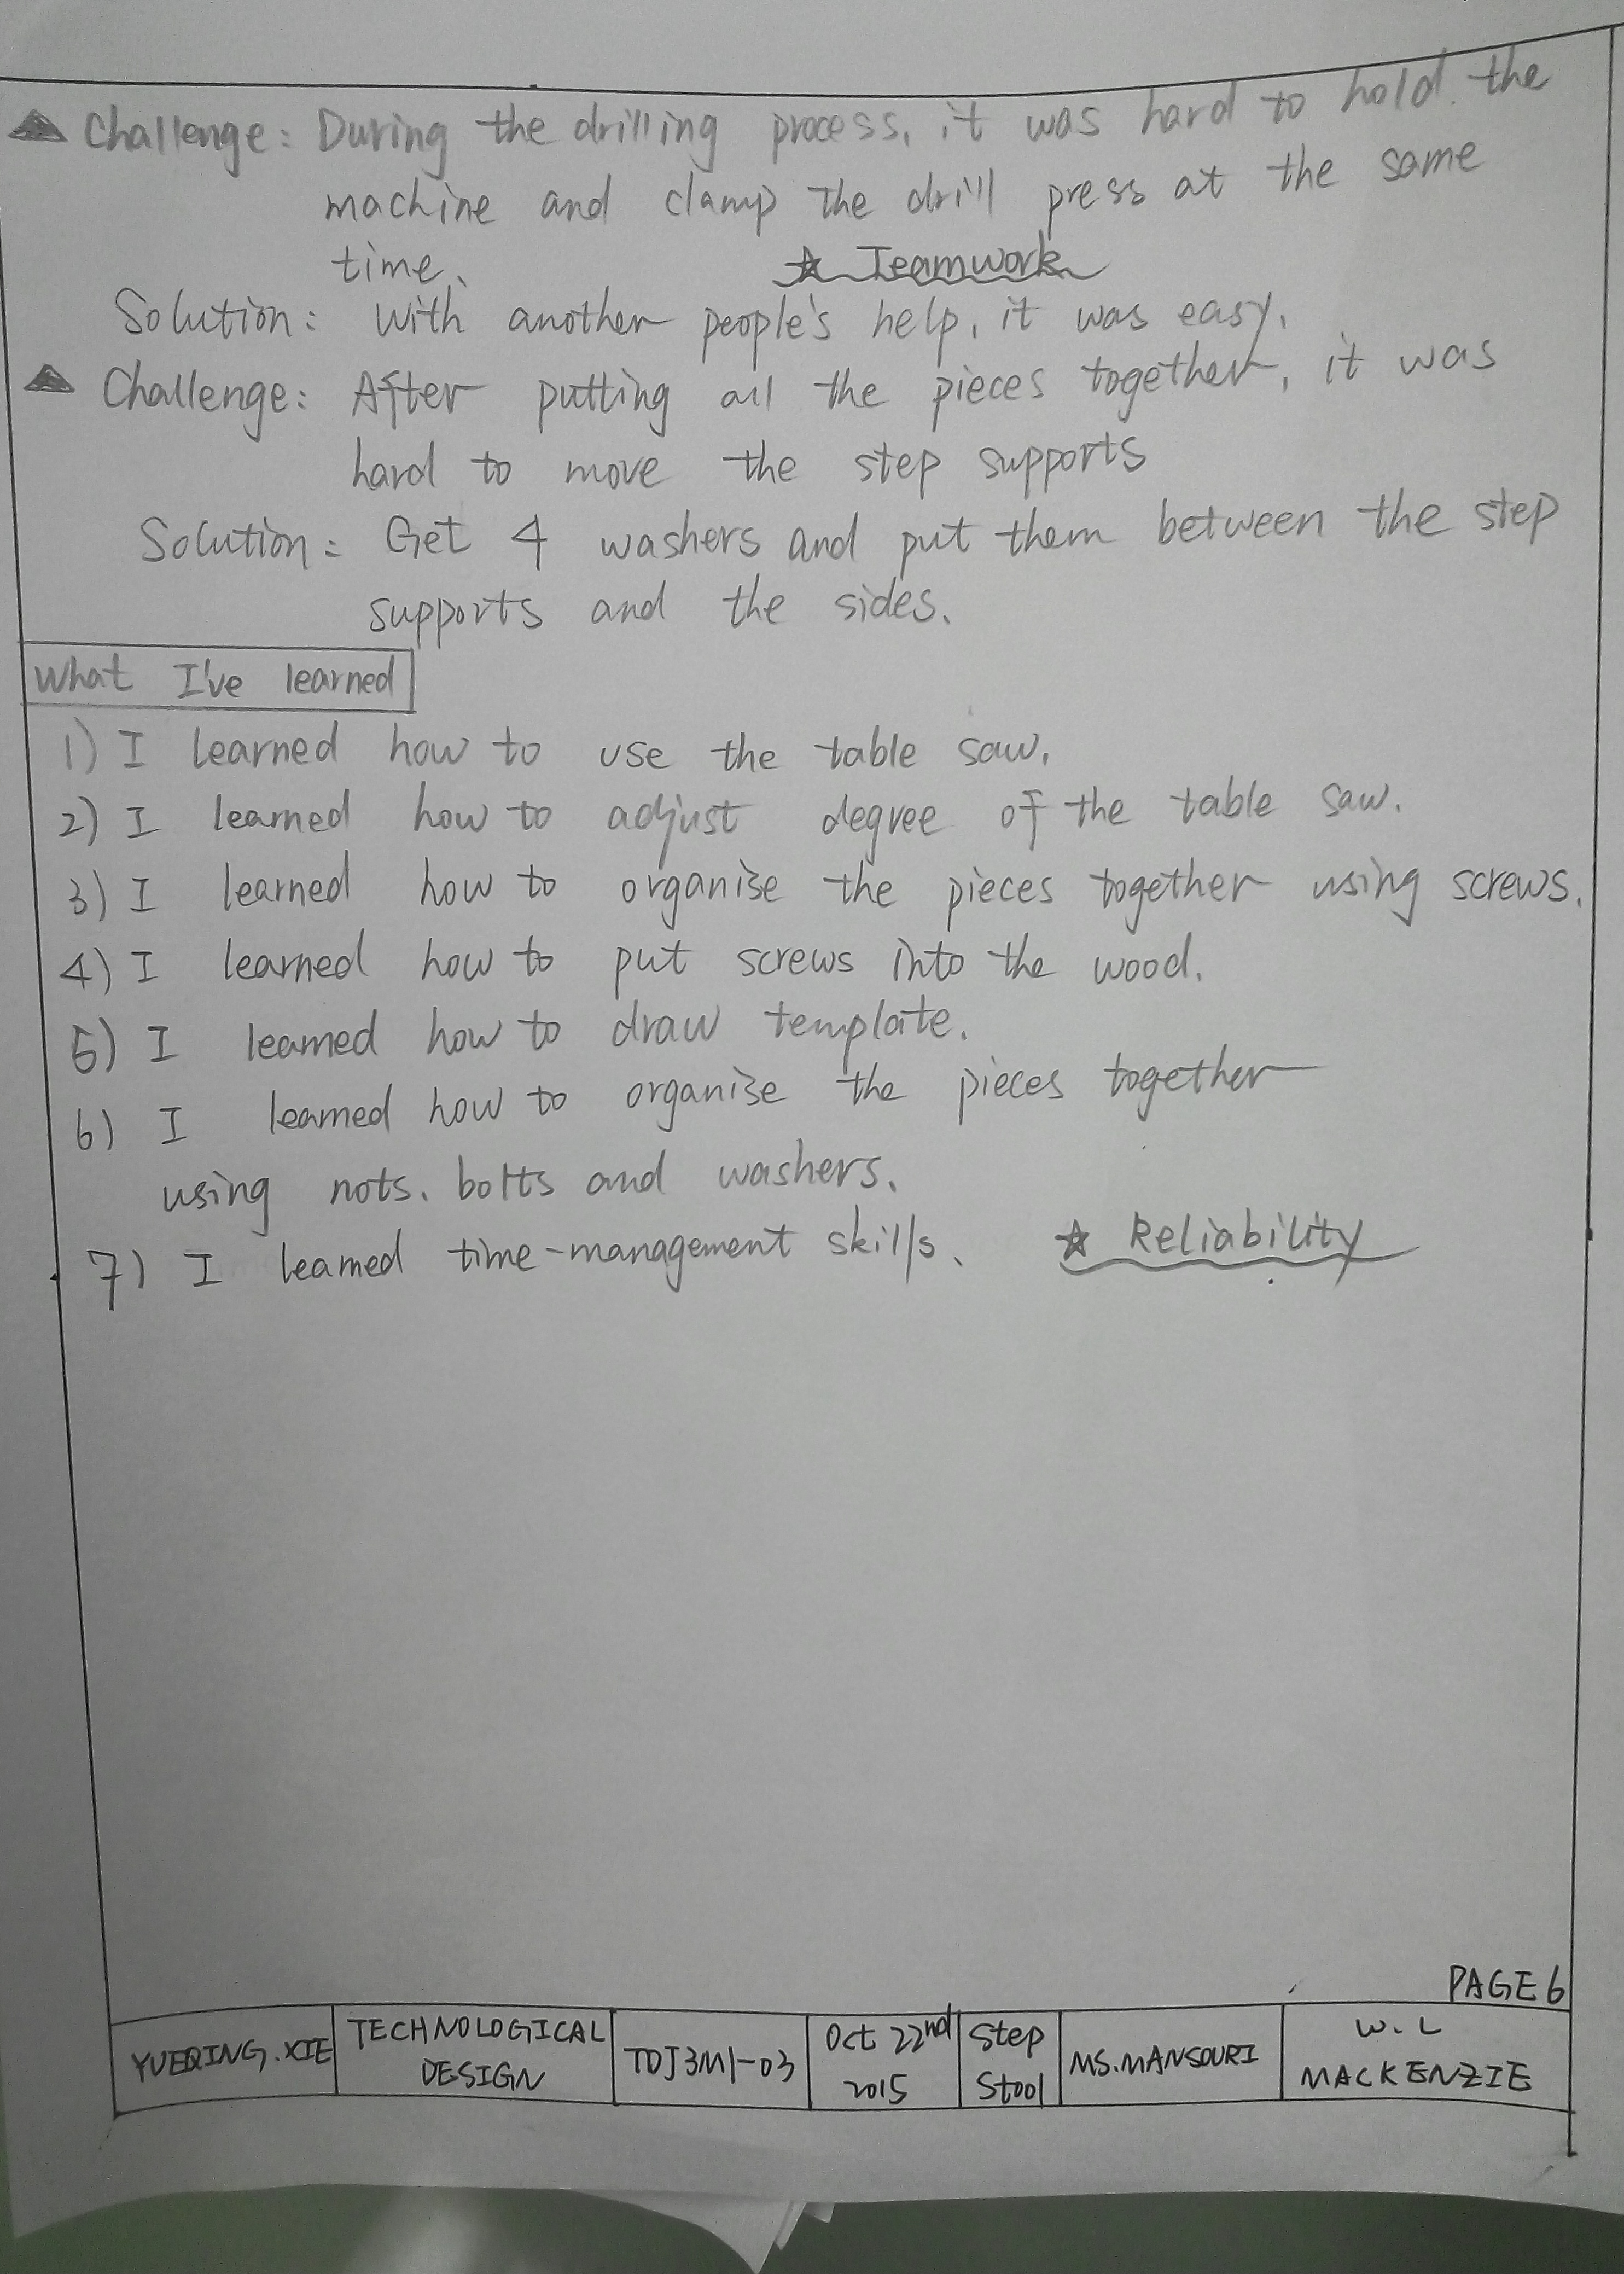 Challenge: During the drilling process, it was hard to hold the
machine and clamp the drill press at the same
time.
☆ Teamwork
Solution: With another people's help, it was easy.
Challenge: After putting all the pieces together, it was
hard to move the step supports
Solution: Get 4 washers and put them between the step
supports and the sides.
What I've learned
1) I learned how to use the table saw.
2) I learned how to adjust degree of the table saw.
3) I learned how to organise the pieces together using screws.
4) I learned how to put screws into the wood.
5) I learned how to draw template.
6) I learned how to organise the pieces together
using nots. bolts and washers.
7) I learned time-management skills. ☆ Reliability
PAGE 6
YUEQING.XIE TECHNOLOGICAL DESIGN TDJ3M1-03 Oct 22nd 2015 Step Stool MS.MANSOURI W.L MACKENZIE